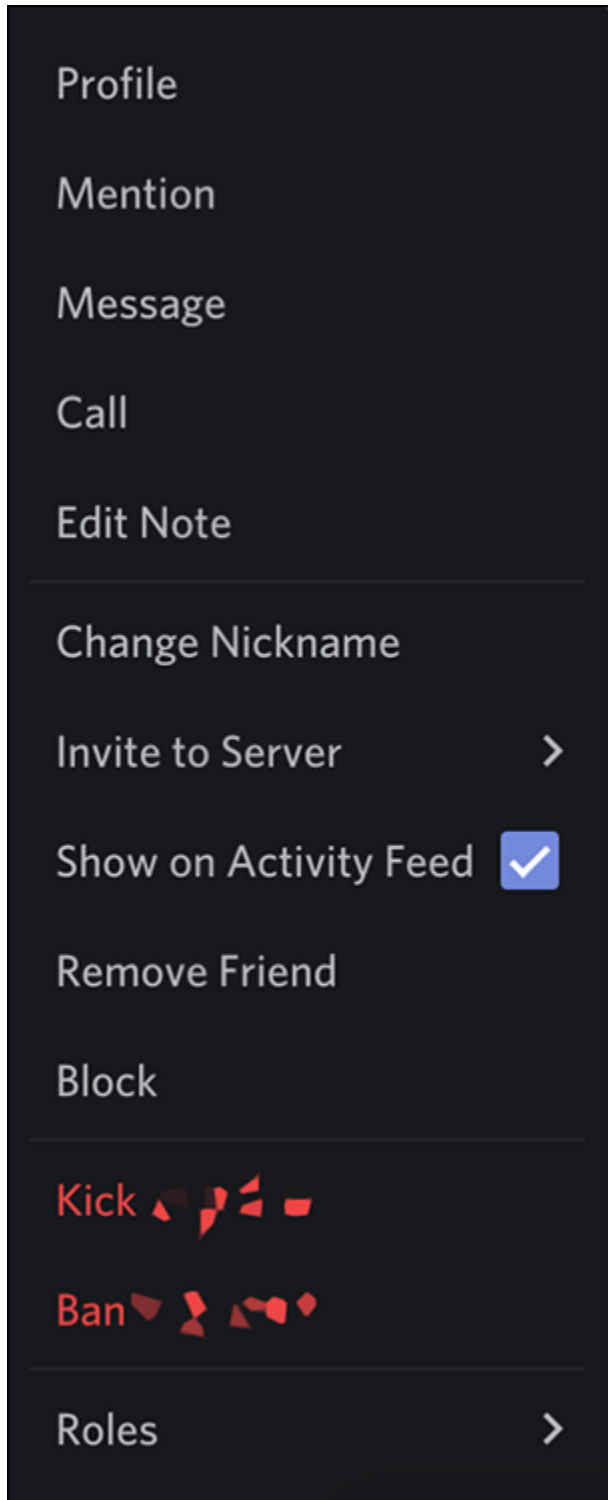 Profile
Mention
Message
Call
Edit Note
Change Nickname
Invite to Server
Show on Activity Feed
Remove Friend
Block
Kick
Ban
Roles